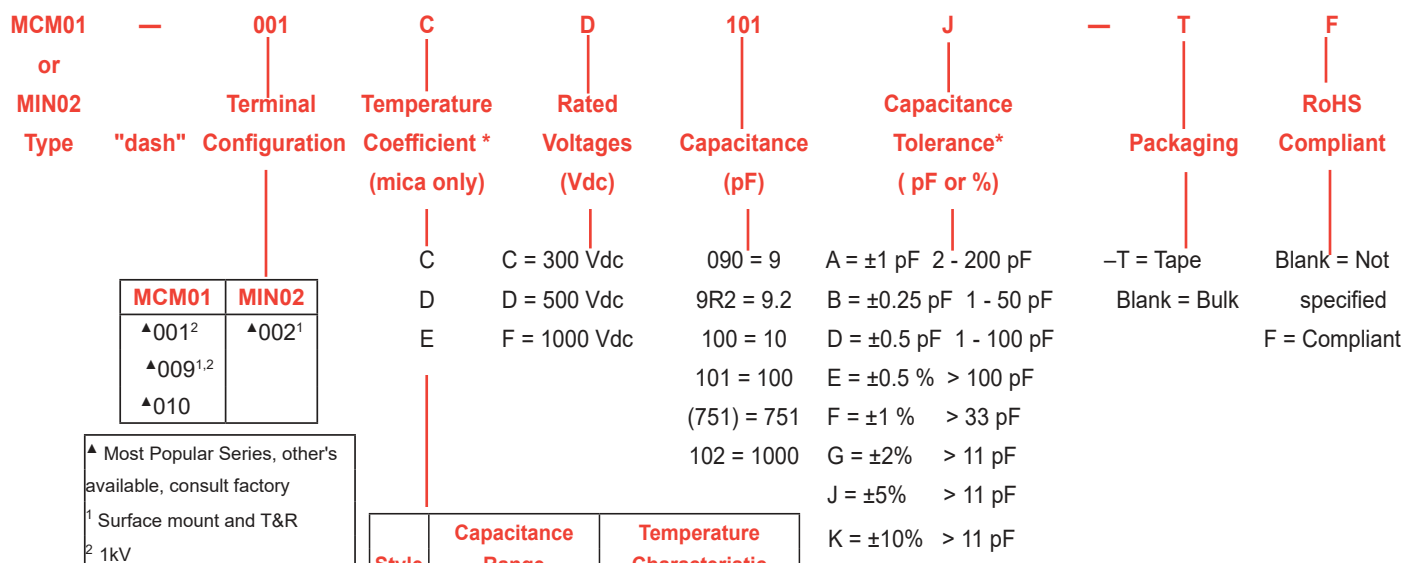 MCM01 — 001 C D 101 J — T F
or
MIN02 Terminal Temperature Rated Capacitance RoHS
Type "dash" Configuration Coefficient * Voltages Capacitance Tolerance* Packaging Compliant
(mica only) (Vdc) (pF) ( pF or %)
C C = 300 Vdc 090 = 9 A = ±1 pF 2 - 200 pF –T = Tape Blank = Not
MCM01 MIN02 D D = 500 Vdc 9R2 = 9.2 B = ±0.25 pF 1 - 50 pF Blank = Bulk specified
▲001² ▲002¹ E F = 1000 Vdc 100 = 10 D = ±0.5 pF 1 - 100 pF F = Compliant
▲009¹,² 101 = 100 E = ±0.5 % > 100 pF
▲010 (751) = 751 F = ±1 % > 33 pF
▲ Most Popular Series, other's 102 = 1000 G = ±2% > 11 pF
available, consult factory J = ±5% > 11 pF
¹ Surface mount and T&R Capacitance Temperature K = ±10% > 11 pF
² 1kV Style Range Characteristic